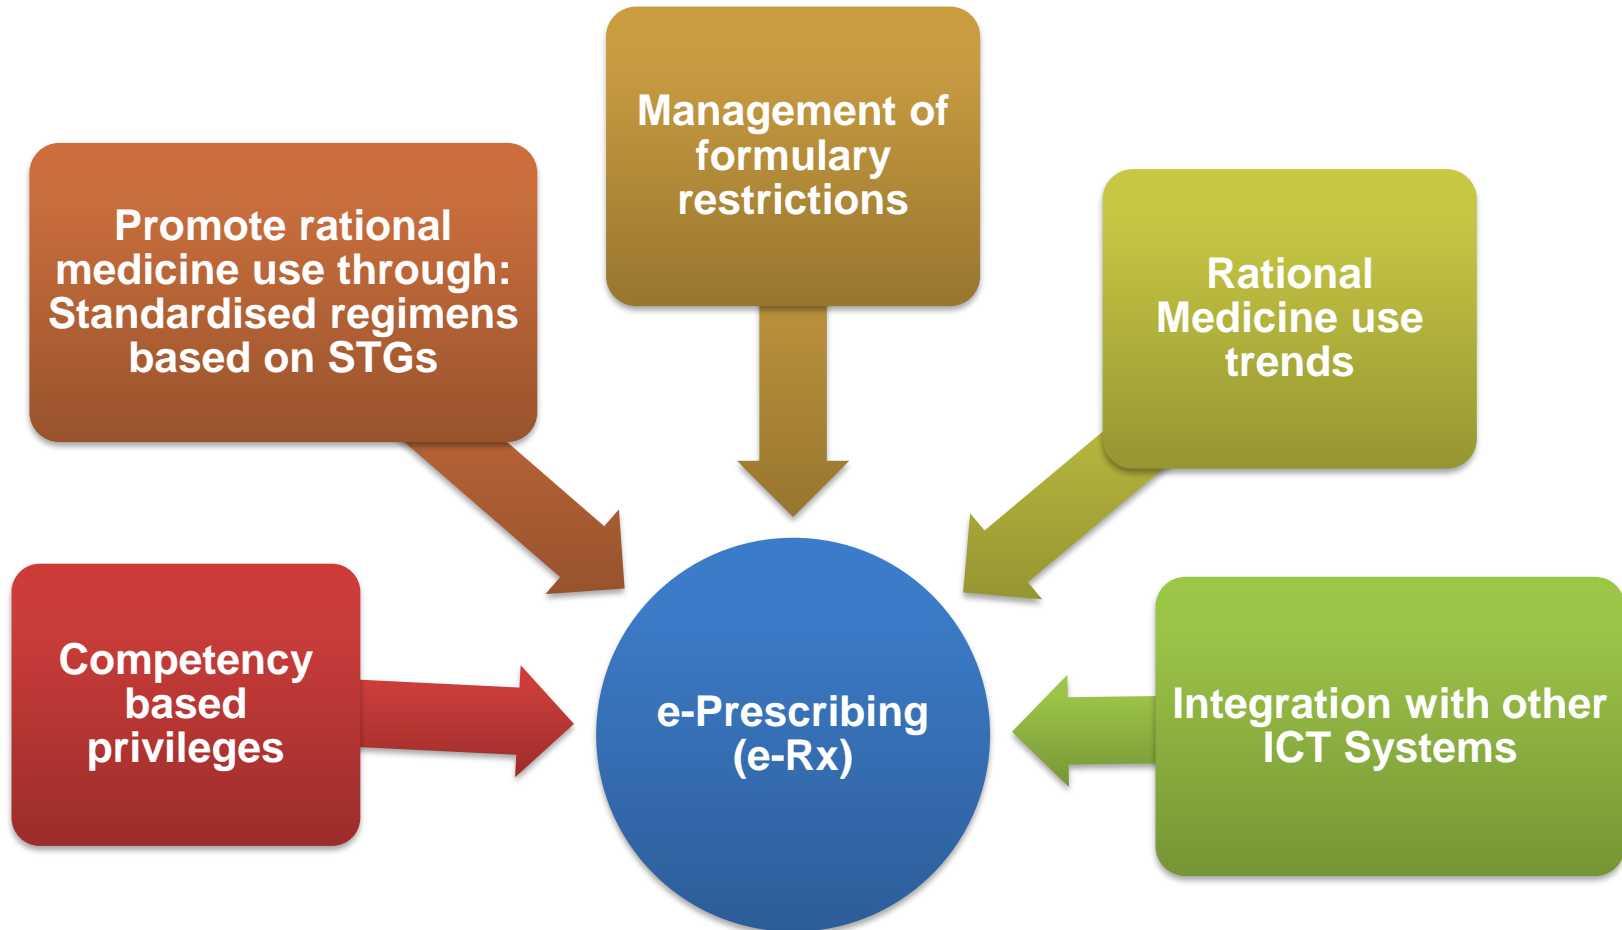 Management of
formulary
restrictions
Promote rational
medicine use through:
Standardised regimens
based on STGs
Rational
Medicine use
trends
Competency
based
privileges
e-Prescribing
(e-Rx)
Integration with other
ICT Systems